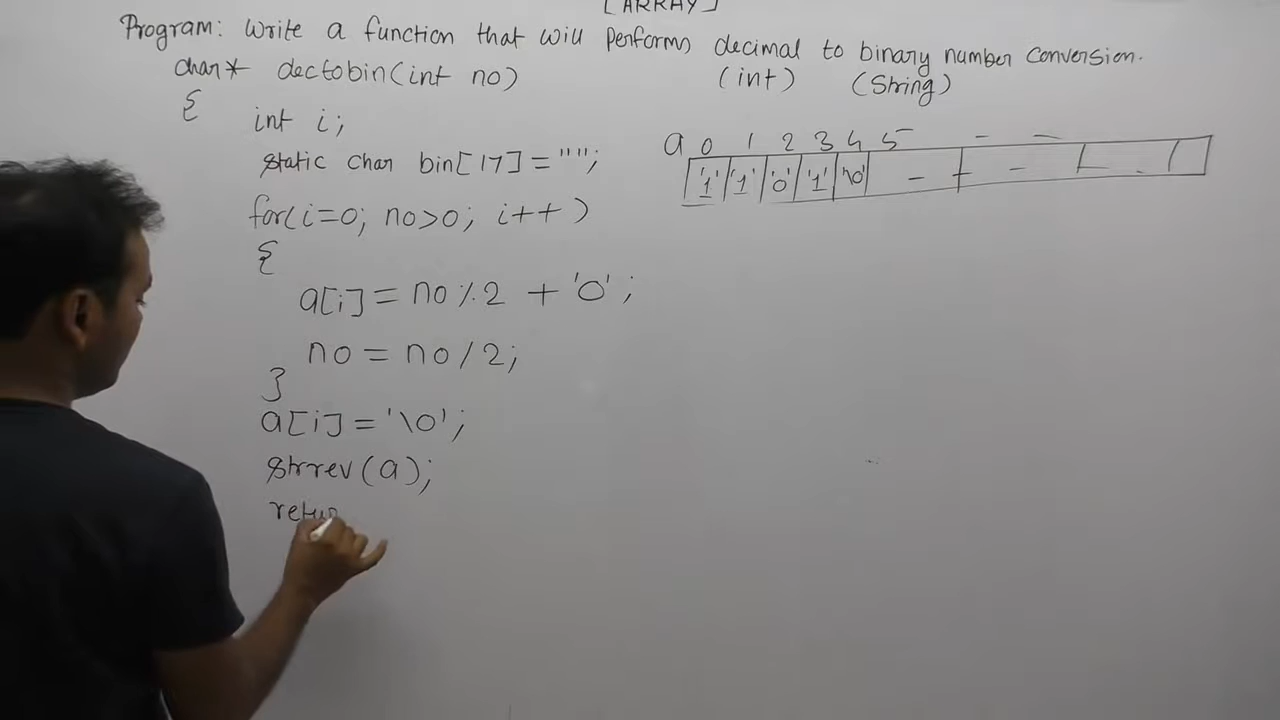 [ARRAY]
Program: Write a function that will performs decimal to binary number conversion.
(int) (String)
char* dectobin(int no)
{
int i;
static char bin[17]="";
for(i=0; no>0; i++)
{
a[i]=no%2 + '0';
no = no/2;
}
a[i]='\0';
strrev(a);
retur
a 0 1 2 3 4 5 - -
'1' '1' '0' '1' '\0' - - -